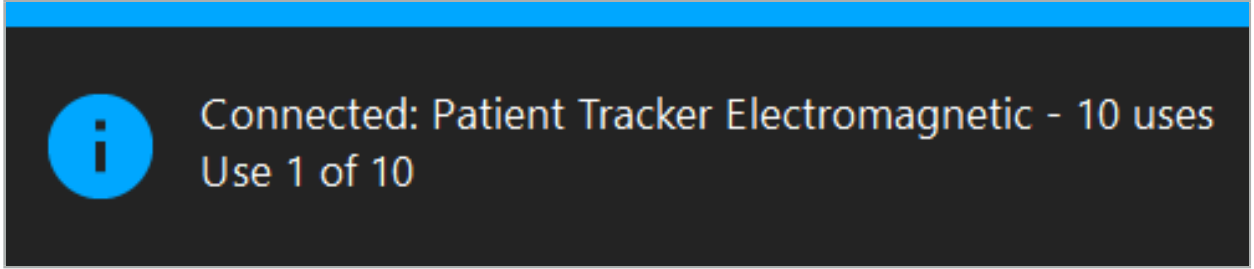 Connected: Patient Tracker Electromagnetic - 10 uses
Use 1 of 10